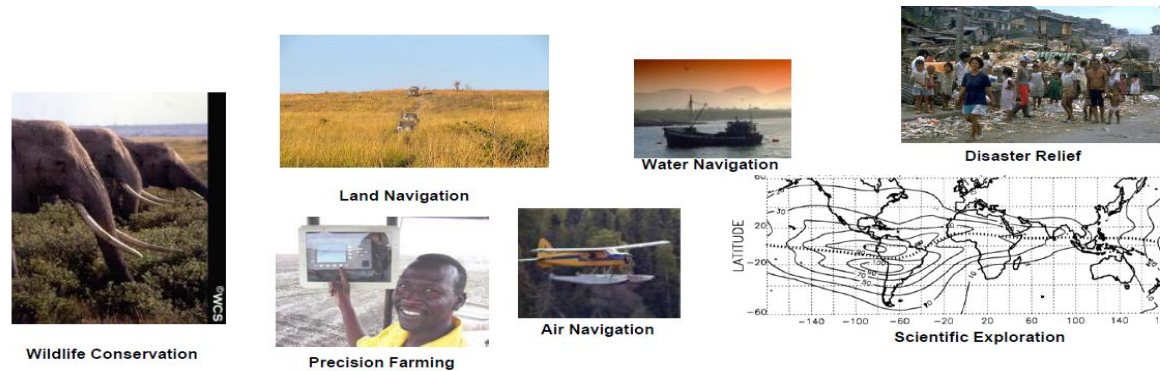 ©WCS
Wildlife Conservation
Land Navigation
Precision Farming
Air Navigation
Water Navigation
Disaster Relief
LATITUDE
60
20
-20
-60
-140
-100
-60
-20
20
60
100
140
Scientific Exploration